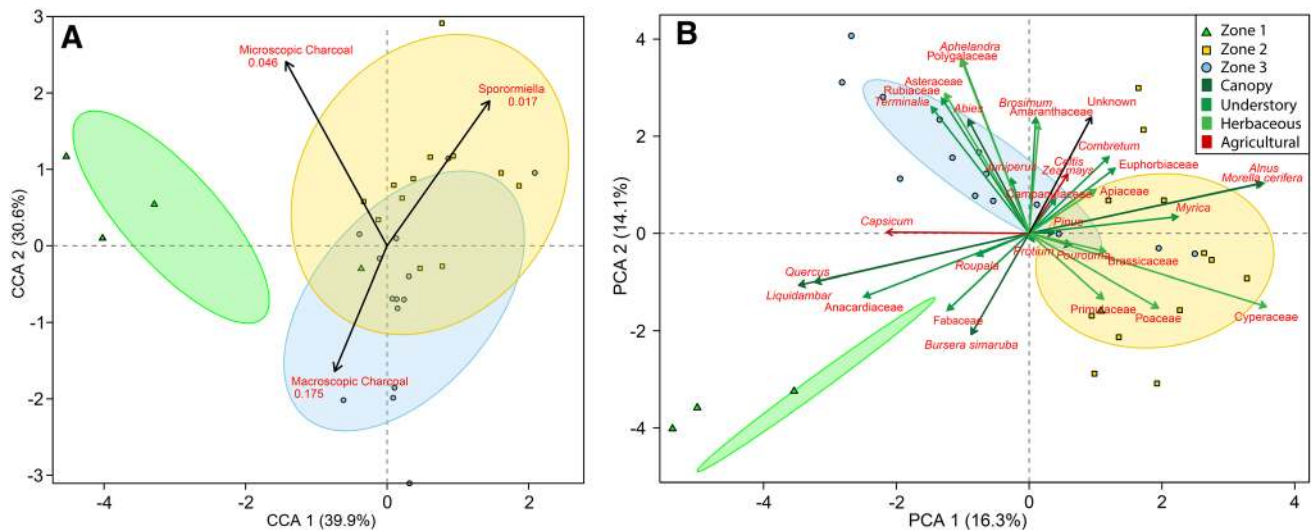 A
Microscopic Charcoal
0.046
Sporormiella
0.017
Macroscopic Charcoal
0.175
3
2
1
0
-1
-2
-3
CCA 2 (30.6%)
-4
-2
0
2
CCA 1 (39.9%)
B
Zone 1
Zone 2
Zone 3
Canopy
Understory
Herbaceous
Agricultural
Aphelandra
Polygalaceae
Asteraceae
Rubiaceae
Terminalia
Abies
Brosimum
Amaranthaceae
Unknown
Combretum
Juniperus
Celtis
Zea mays
Euphorbiaceae
Alnus
Morella cerifera
Campanulaceae
Apiaceae
Myrica
Capsicum
Pinus
Protium
Pourouma
Brassicaceae
Roupala
Quercus
Liquidambar
Anacardiaceae
Fabaceae
Primulaceae
Poaceae
Cyperaceae
Bursera simaruba
4
2
0
-2
-4
PCA 2 (14.1%)
-4
-2
0
2
4
PCA 1 (16.3%)